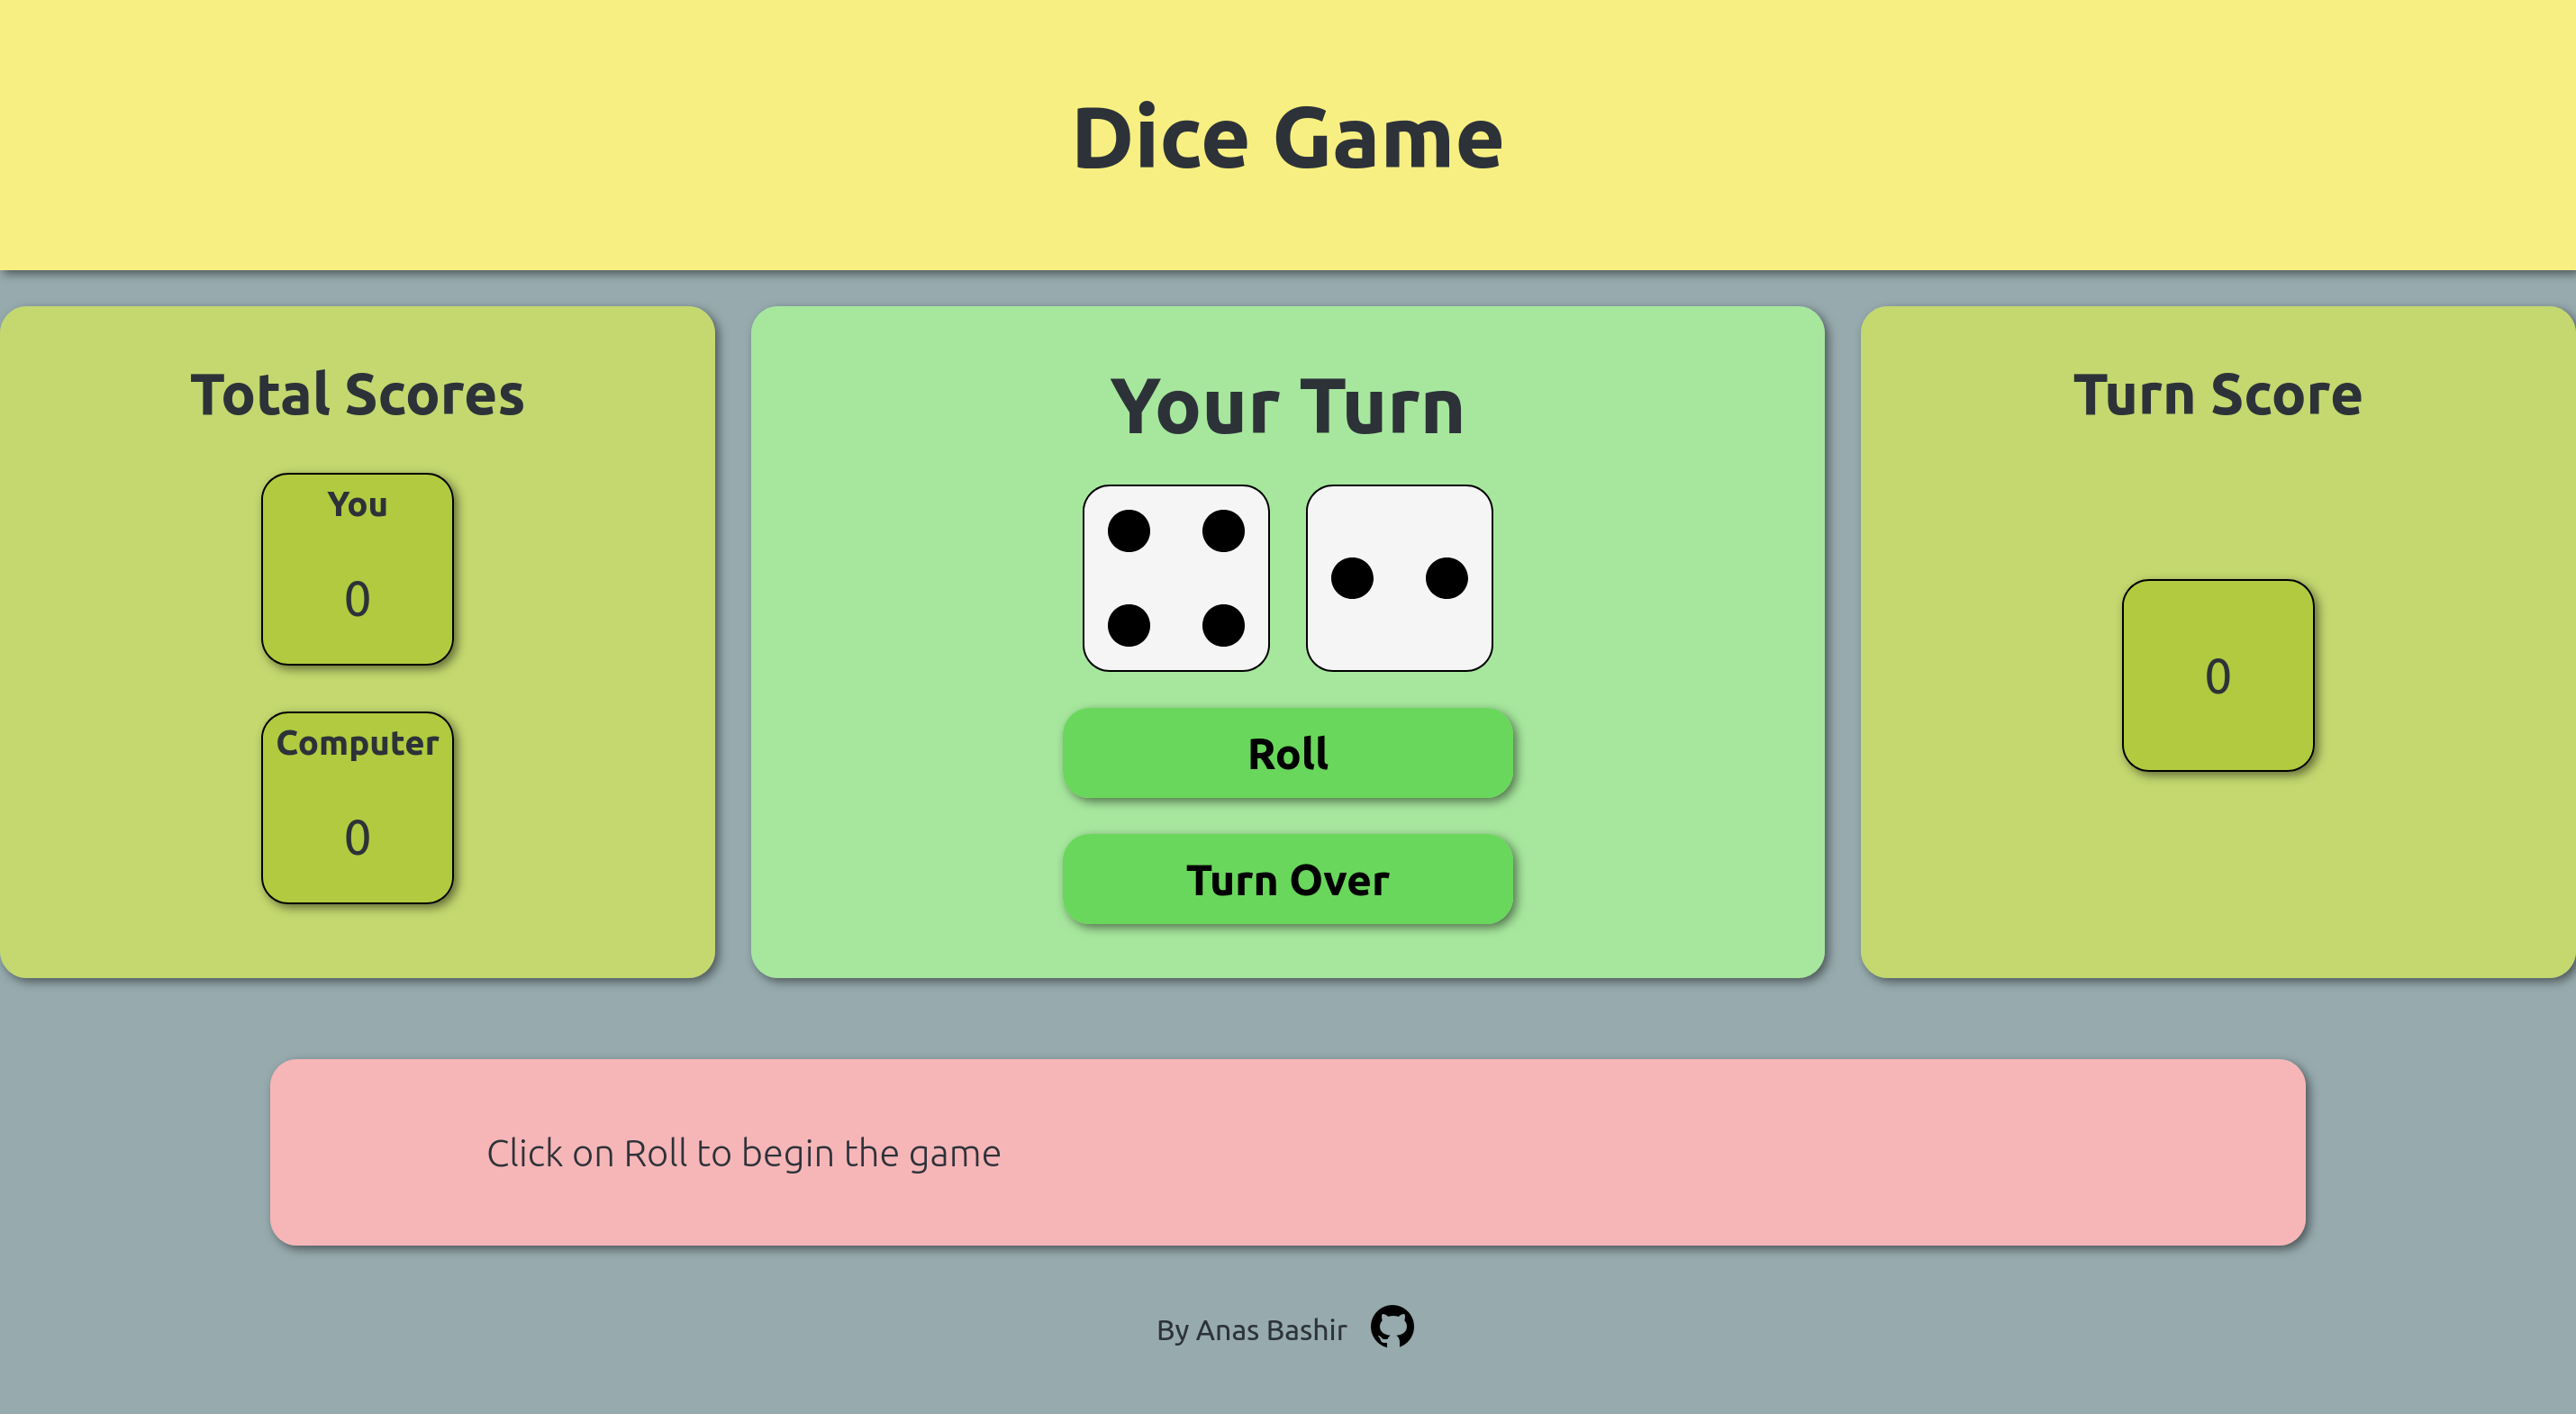 Dice Game
Total Scores
You
0
Computer
0
Your Turn
Roll
Turn Over
Turn Score
0
Click on Roll to begin the game
By Anas Bashir